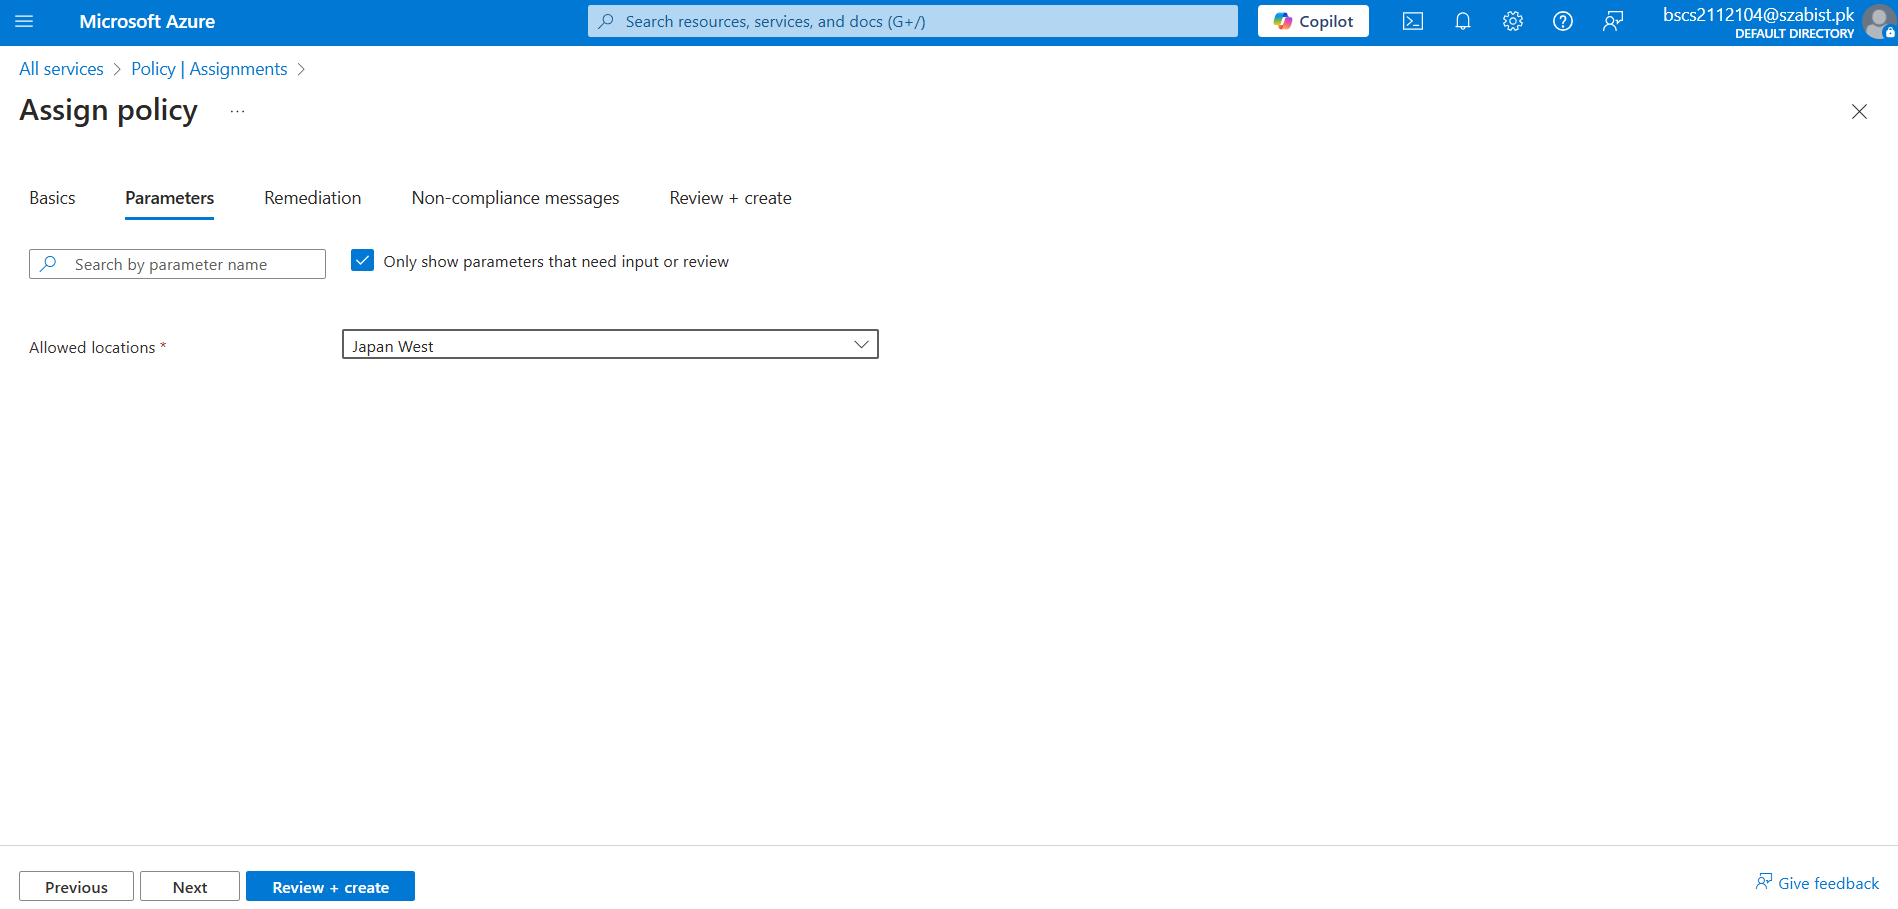 Microsoft Azure
Search resources, services, and docs (G+/)
Copilot
bscs2112104@szabist.pk
DEFAULT DIRECTORY
All services > Policy | Assignments >
Assign policy ...
Basics Parameters Remediation Non-compliance messages Review + create
Search by parameter name
Only show parameters that need input or review
Allowed locations *
Japan West
Previous Next Review + create
Give feedback